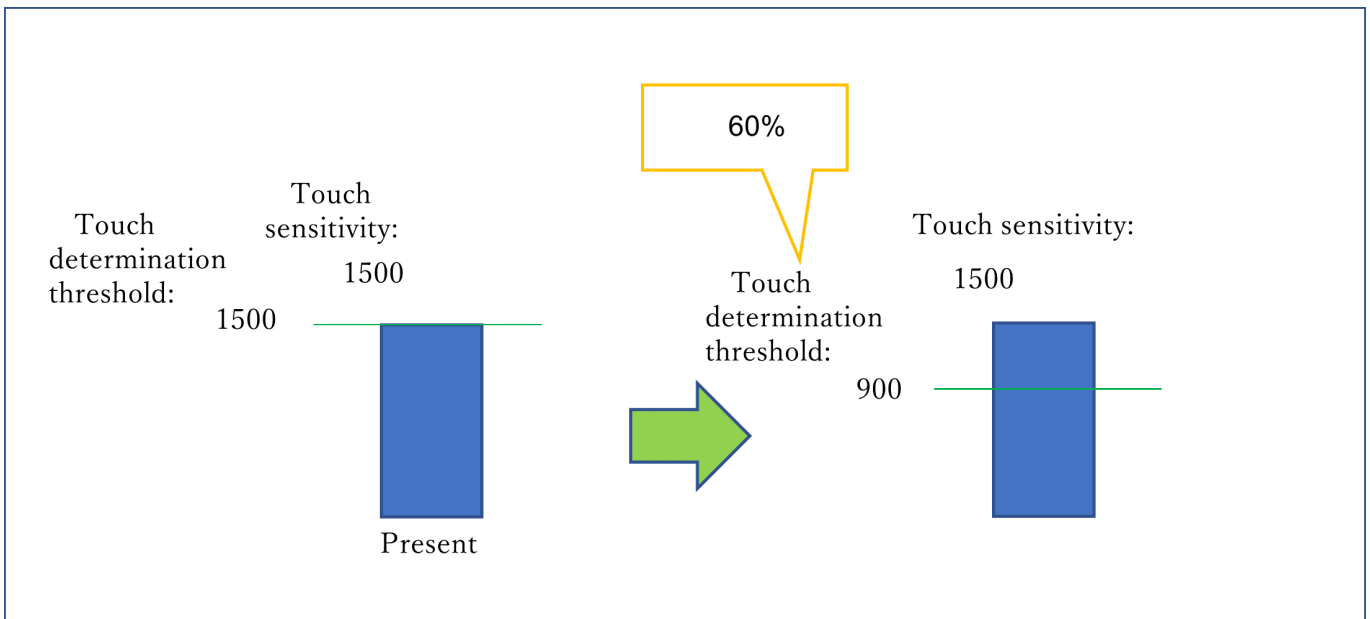 60%
Touch
sensitivity:
1500
Touch
determination
threshold:
1500
Present
Touch
determination
threshold:
900
Touch sensitivity:
1500